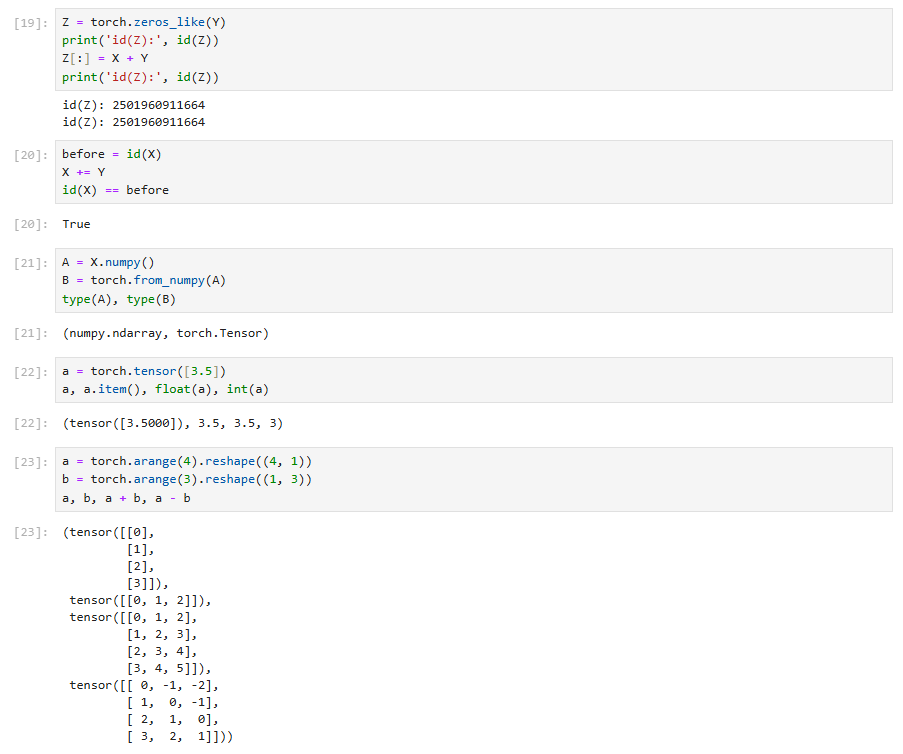 [19]: Z = torch.zeros_like(Y)
print('id(Z):', id(Z))
Z[:] = X + Y
print('id(Z):', id(Z))
id(Z): 2501960911664
id(Z): 2501960911664
[20]: before = id(X)
X += Y
id(X) == before
[20]: True
[21]: A = X.numpy()
B = torch.from_numpy(A)
type(A), type(B)
[21]: (numpy.ndarray, torch.Tensor)
[22]: a = torch.tensor([3.5])
a, a.item(), float(a), int(a)
[22]: (tensor([3.5000]), 3.5, 3.5, 3)
[23]: a = torch.arange(4).reshape((4, 1))
b = torch.arange(3).reshape((1, 3))
a, b, a + b, a - b
[23]: (tensor([[0],
[1],
[2],
[3]]),
tensor([[0, 1, 2]]),
tensor([[0, 1, 2],
[1, 2, 3],
[2, 3, 4],
[3, 4, 5]]),
tensor([[ 0, -1, -2],
[ 1,  0, -1],
[ 2,  1,  0],
[ 3,  2,  1]]))